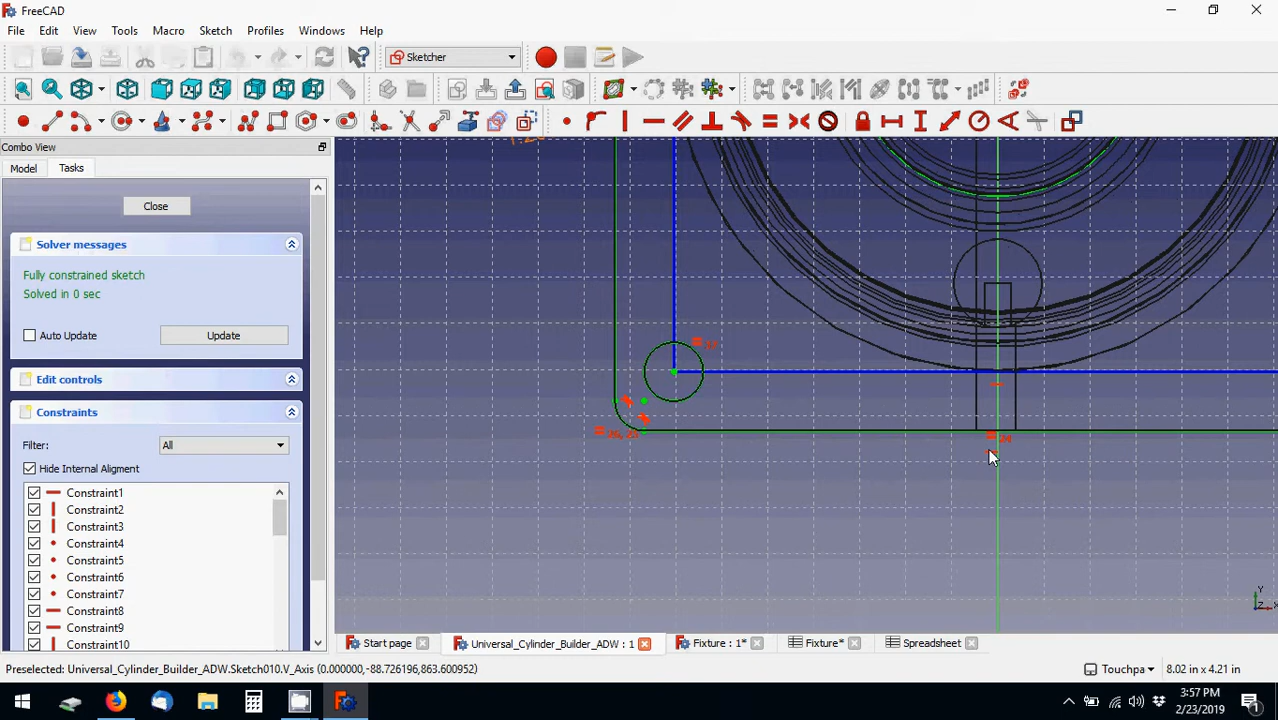 FreeCAD
File Edit View Tools Macro Sketch Profiles Windows Help
Sketcher
Combo View
Model Tasks
Close
Solver messages
Fully constrained sketch
Solved in 0 sec
Auto Update Update
Edit controls
Constraints
Filter: All
Hide Internal Aligment
Constraint1
Constraint2
Constraint3
Constraint4
Constraint5
Constraint6
Constraint7
Constraint8
Constraint9
Constraint10
Start page Universal_Cylinder_Builder_ADW : 1 Fixture : 1* Fixture* Spreadsheet
Preselected: Universal_Cylinder_Builder_ADW.Sketch010.V_Axis (0.000000,-88.726196,863.600952) Touchpa 8.02 in x 4.21 in
3:57 PM
2/23/2019